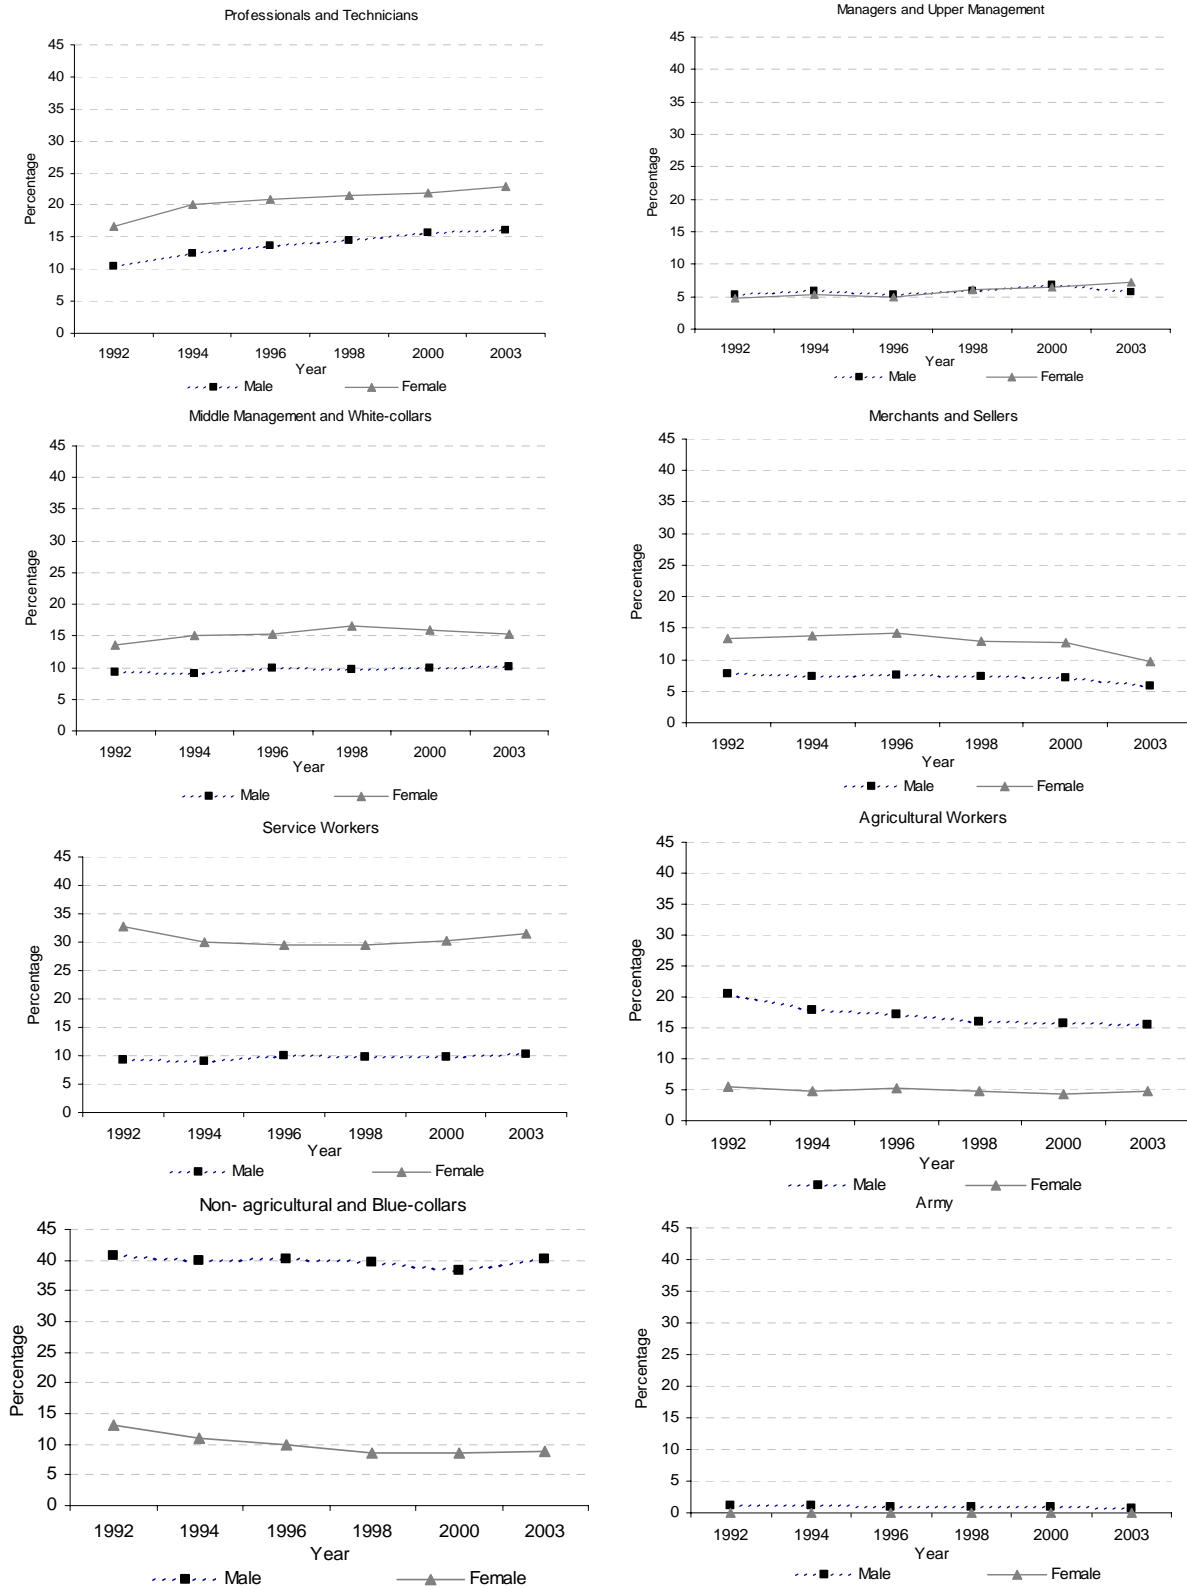 Professionals and Technicians
45
40
35
30
25
20
15
10
5
0
Percentage
1992 1994 1996 1998 2000 2003
Year
Male Female
Managers and Upper Management
45
40
35
30
25
20
15
10
5
0
Percentage
1992 1994 1996 1998 2000 2003
Year
Male Female
Middle Management and White-collars
45
40
35
30
25
20
15
10
5
0
Percentage
1992 1994 1996 1998 2000 2003
Year
Male Female
Merchants and Sellers
45
40
35
30
25
20
15
10
5
0
Percentage
1992 1994 1996 1998 2000 2003
Year
Male Female
Service Workers
45
40
35
30
25
20
15
10
5
0
Percentage
1992 1994 1996 1998 2000 2003
Year
Male Female
Agricultural Workers
45
40
35
30
25
20
15
10
5
0
Percentage
1992 1994 1996 1998 2000 2003
Year
Male Female
Non- agricultural and Blue-collars
45
40
35
30
25
20
15
10
5
0
Percentage
1992 1994 1996 1998 2000 2003
Year
Male Female
Army
45
40
35
30
25
20
15
10
5
0
Percentage
1992 1994 1996 1998 2000 2003
Year
Male Female